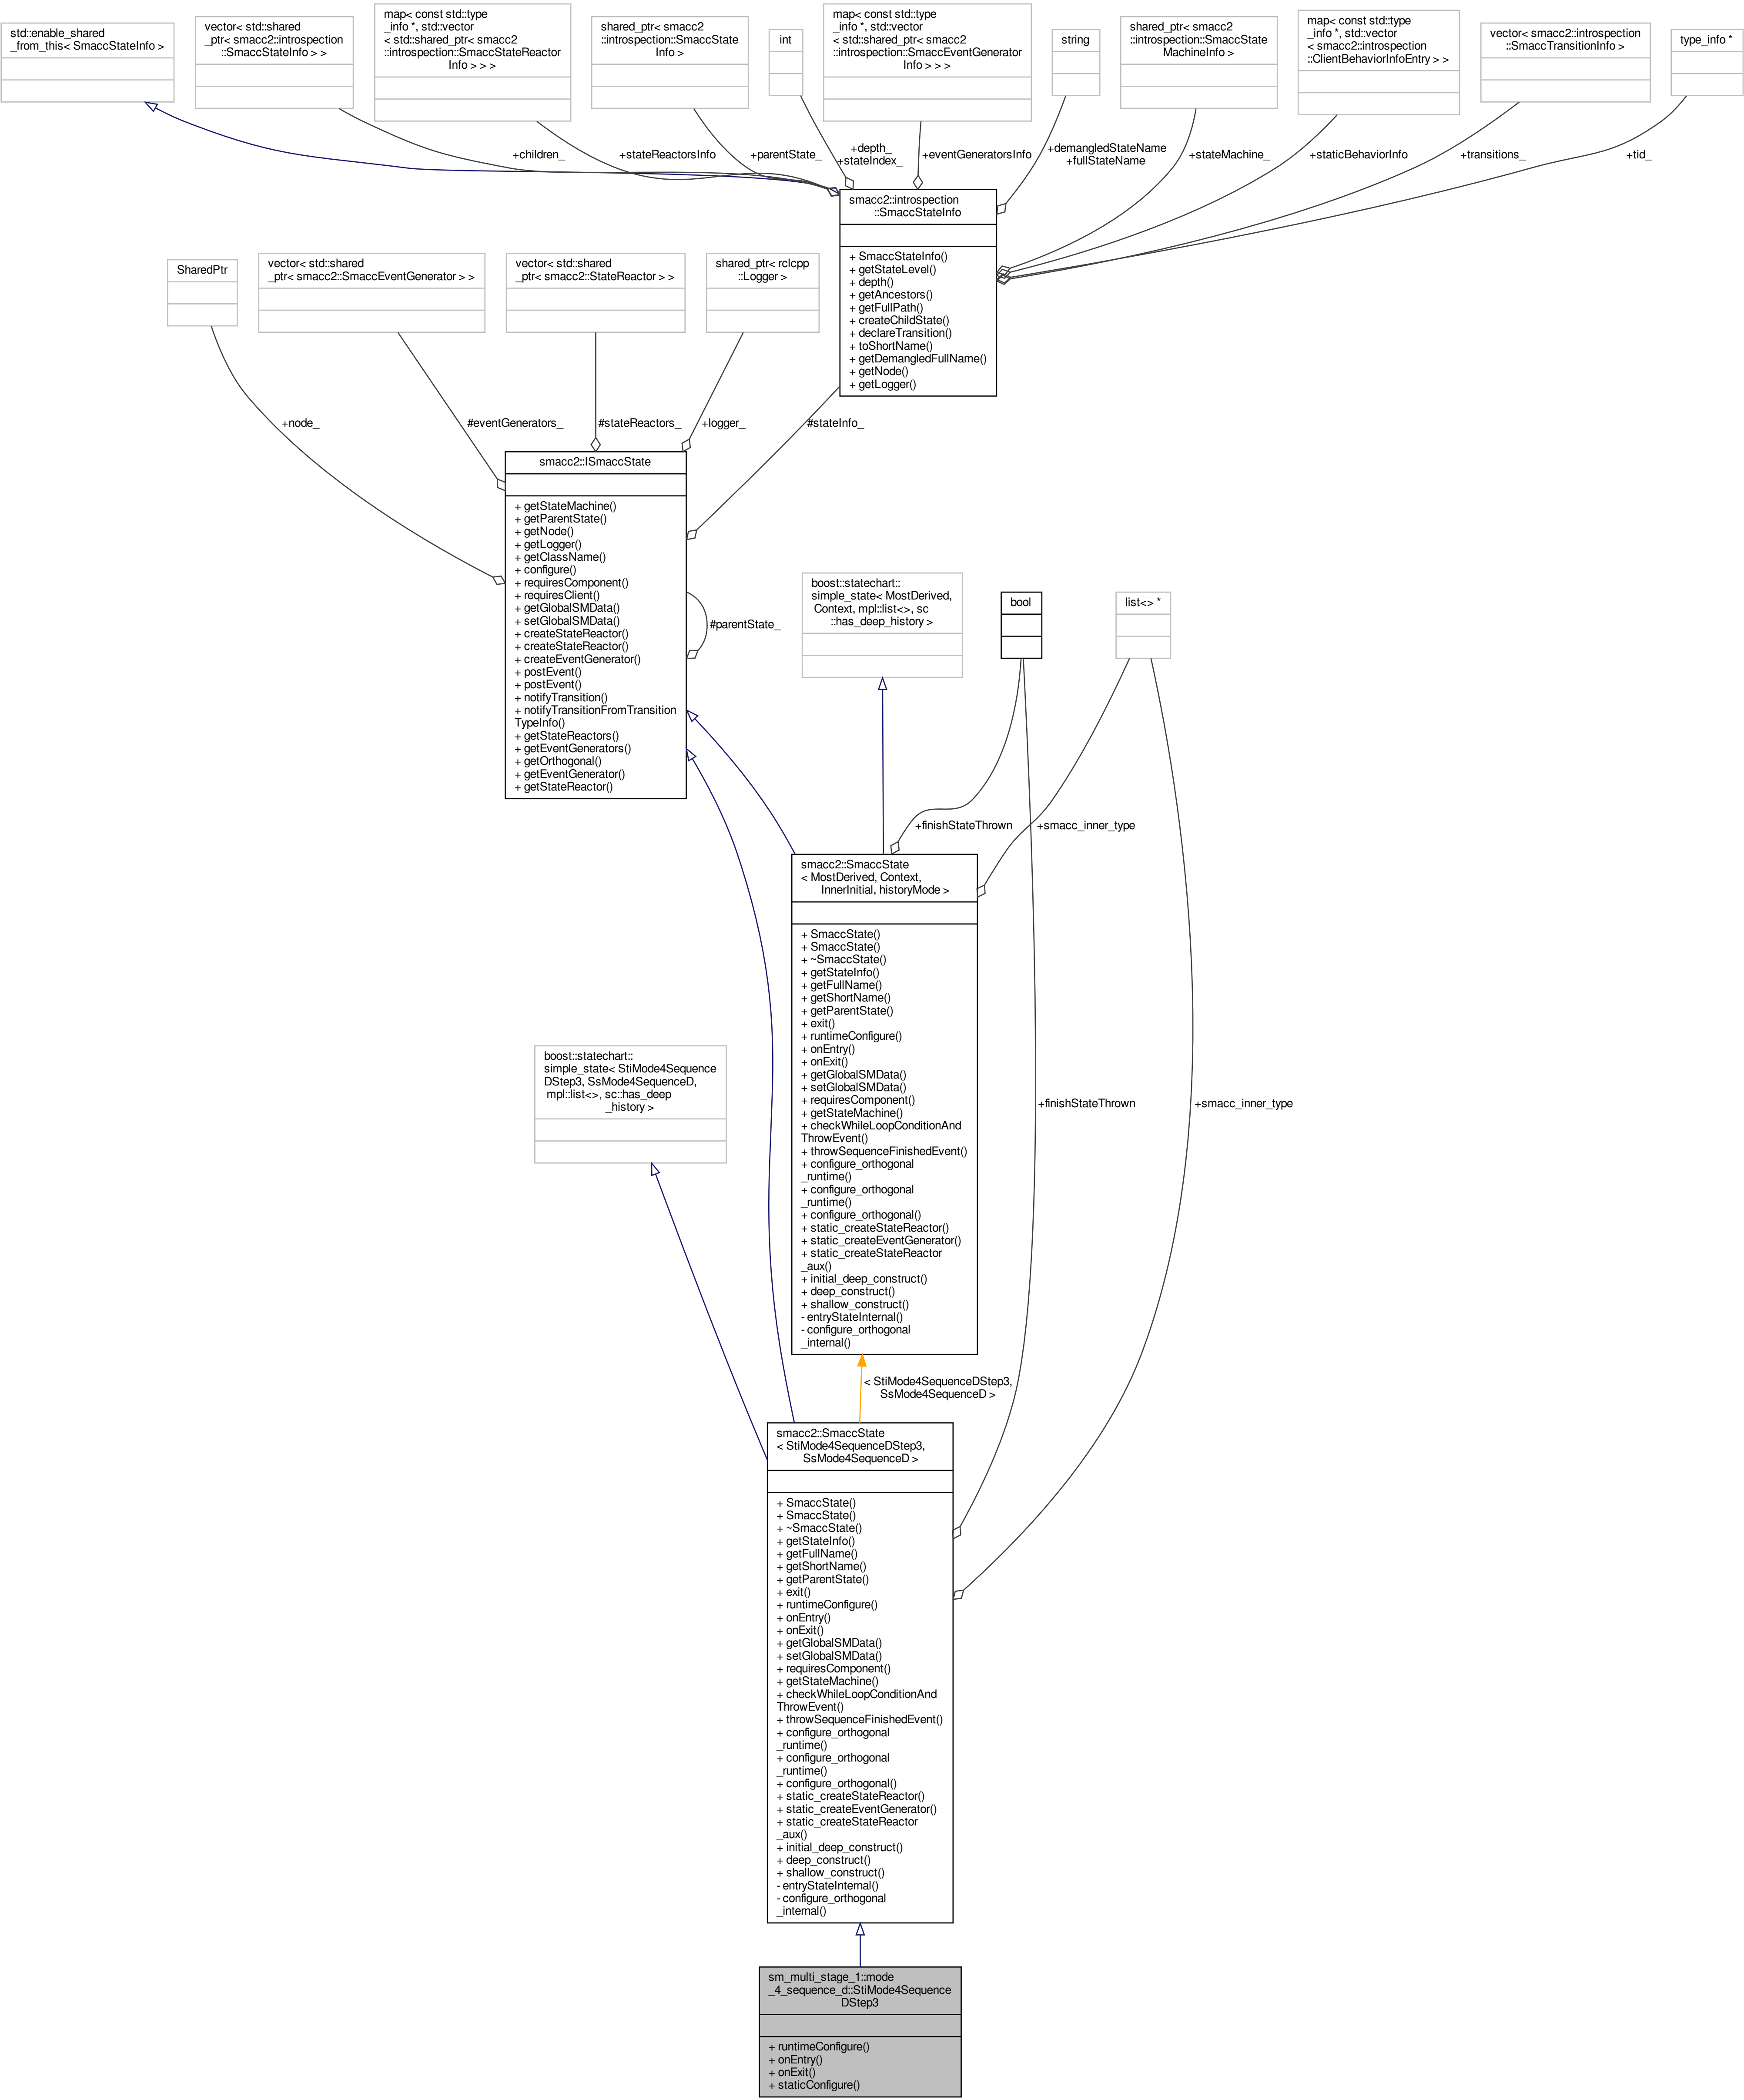 std::enable_shared
_from_this< SmaccStateInfo >
vector< std::shared
_ptr< smacc2::introspection
::SmaccStateInfo > >
map< const std::type
_info *, std::vector
< std::shared_ptr< smacc2
::introspection::SmaccStateReactor
Info > > >
shared_ptr< smacc2
::introspection::SmaccState
Info >
int
map< const std::type
_info *, std::vector
< std::shared_ptr< smacc2
::introspection::SmaccEventGenerator
Info > > >
string
shared_ptr< smacc2
::introspection::SmaccState
MachineInfo >
map< const std::type
_info *, std::vector
< smacc2::introspection
::ClientBehaviorInfoEntry > >
vector< smacc2::introspection
::SmaccTransitionInfo >
type_info *
+children_
+stateReactorsInfo
+parentState_
+depth_
+stateIndex_
+eventGeneratorsInfo
+demangledStateName
+fullStateName
+stateMachine_
+staticBehaviorInfo
+transitions_
+tid_
smacc2::introspection
::SmaccStateInfo
+ SmaccStateInfo()
+ getStateLevel()
+ depth()
+ getAncestors()
+ getFullPath()
+ createChildState()
+ declareTransition()
+ toShortName()
+ getDemangledFullName()
+ getNode()
+ getLogger()
SharedPtr
vector< std::shared
_ptr< smacc2::SmaccEventGenerator > >
vector< std::shared
_ptr< smacc2::StateReactor > >
shared_ptr< rclcpp
::Logger >
+node_
#eventGenerators_
#stateReactors_
+logger_
#stateInfo_
smacc2::ISmaccState
+ getStateMachine()
+ getParentState()
+ getNode()
+ getLogger()
+ getClassName()
+ configure()
+ requiresComponent()
+ requiresClient()
+ getGlobalSMData()
+ setGlobalSMData()
+ createStateReactor()
+ createStateReactor()
+ createEventGenerator()
+ postEvent()
+ postEvent()
+ notifyTransition()
+ notifyTransitionFromTransition
TypeInfo()
+ getStateReactors()
+ getEventGenerators()
+ getOrthogonal()
+ getEventGenerator()
+ getStateReactor()
#parentState_
boost::statechart::
simple_state< MostDerived,
Context, mpl::list<>, sc
::has_deep_history >
bool
list<> *
+finishStateThrown
+smacc_inner_type
smacc2::SmaccState
< MostDerived, Context,
InnerInitial, historyMode >
+ SmaccState()
+ SmaccState()
+ ~SmaccState()
+ getStateInfo()
+ getFullName()
+ getShortName()
+ getParentState()
+ exit()
+ runtimeConfigure()
+ onEntry()
+ onExit()
+ getGlobalSMData()
+ setGlobalSMData()
+ requiresComponent()
+ getStateMachine()
+ checkWhileLoopConditionAnd
ThrowEvent()
+ throwSequenceFinishedEvent()
+ configure_orthogonal
_runtime()
+ configure_orthogonal
_runtime()
+ configure_orthogonal()
+ static_createStateReactor()
+ static_createEventGenerator()
+ static_createStateReactor
_aux()
+ initial_deep_construct()
+ deep_construct()
+ shallow_construct()
- entryStateInternal()
- configure_orthogonal
_internal()
boost::statechart::
simple_state< StiMode4Sequence
DStep3, SsMode4SequenceD,
mpl::list<>, sc::has_deep
_history >
+finishStateThrown
+smacc_inner_type
< StiMode4SequenceDStep3,
SsMode4SequenceD >
smacc2::SmaccState
< StiMode4SequenceDStep3,
SsMode4SequenceD >
+ SmaccState()
+ SmaccState()
+ ~SmaccState()
+ getStateInfo()
+ getFullName()
+ getShortName()
+ getParentState()
+ exit()
+ runtimeConfigure()
+ onEntry()
+ onExit()
+ getGlobalSMData()
+ setGlobalSMData()
+ requiresComponent()
+ getStateMachine()
+ checkWhileLoopConditionAnd
ThrowEvent()
+ throwSequenceFinishedEvent()
+ configure_orthogonal
_runtime()
+ configure_orthogonal
_runtime()
+ configure_orthogonal()
+ static_createStateReactor()
+ static_createEventGenerator()
+ static_createStateReactor
_aux()
+ initial_deep_construct()
+ deep_construct()
+ shallow_construct()
- entryStateInternal()
- configure_orthogonal
_internal()
sm_multi_stage_1::mode
_4_sequence_d::StiMode4Sequence
DStep3
+ runtimeConfigure()
+ onEntry()
+ onExit()
+ staticConfigure()